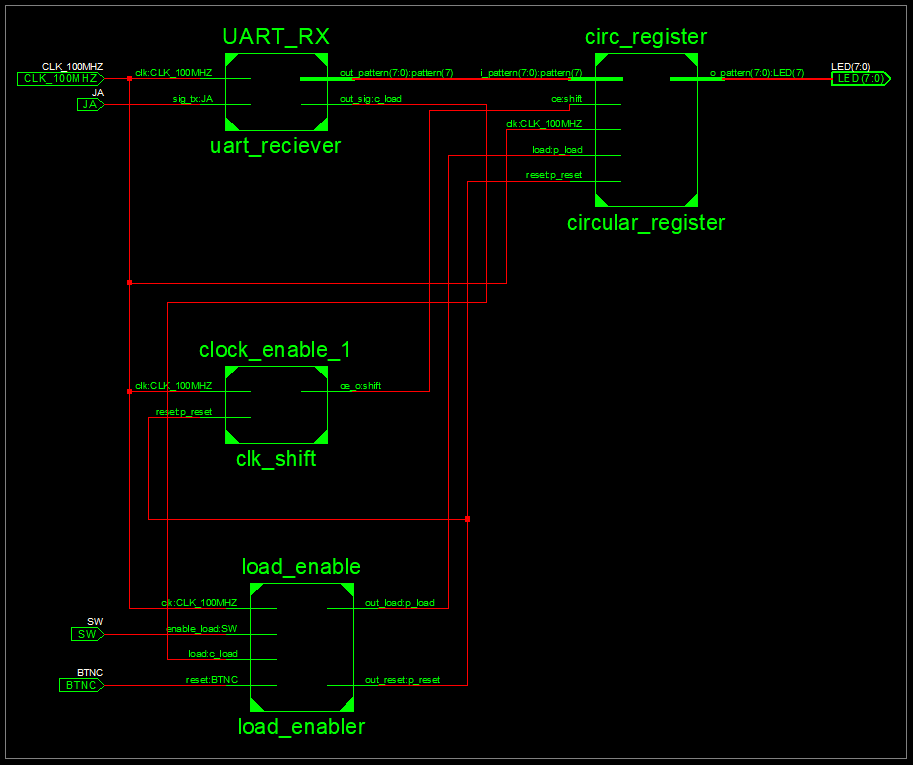 UART_RX
circ_register
CLK_100MHZ
CLK_100MHZ
clk:CLK_100MHZ
out_pattern(7:0):pattern(7)
i_pattern(7:0):pattern(7)
o_pattern(7:0):LED(7)
LED(7:0)
LED(7:0)
JA
JA
sig_tx:JA
out_sig:c_load
ce:shift
clk:CLK_100MHZ
load:p_load
reset:p_reset
uart_reciever
circular_register
clock_enable_1
clk:CLK_100MHZ
ce_o:shift
reset:p_reset
clk_shift
load_enable
clk:CLK_100MHZ
out_load:p_load
SW
SW
enable_load:SW
load:c_load
BTNC
BTNC
reset:BTNC
out_reset:p_reset
load_enabler